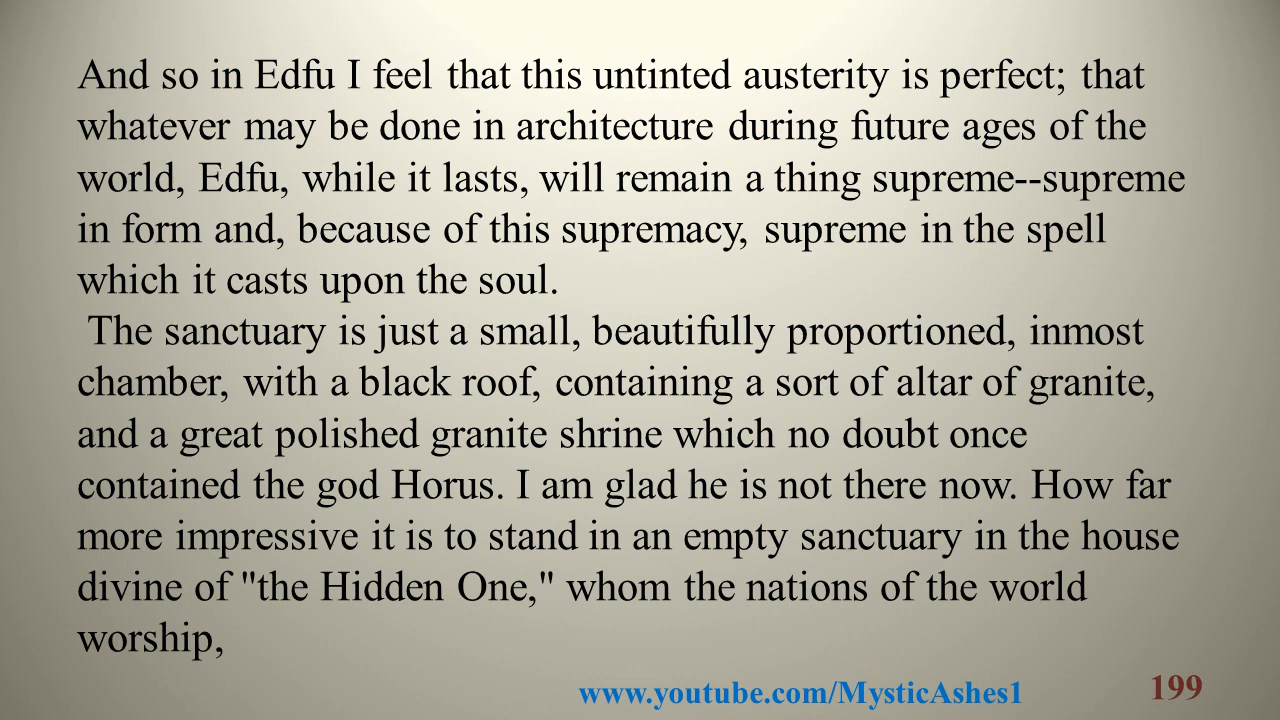 And so in Edfu I feel that this untinted austerity is perfect; that
whatever may be done in architecture during future ages of the
world, Edfu, while it lasts, will remain a thing supreme--supreme
in form and, because of this supremacy, supreme in the spell
which it casts upon the soul.
The sanctuary is just a small, beautifully proportioned, inmost
chamber, with a black roof, containing a sort of altar of granite,
and a great polished granite shrine which no doubt once
contained the god Horus. I am glad he is not there now. How far
more impressive it is to stand in an empty sanctuary in the house
divine of "the Hidden One," whom the nations of the world
worship,
www.youtube.com/MysticAshes1
199